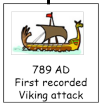 789 AD
First recorded
Viking attack